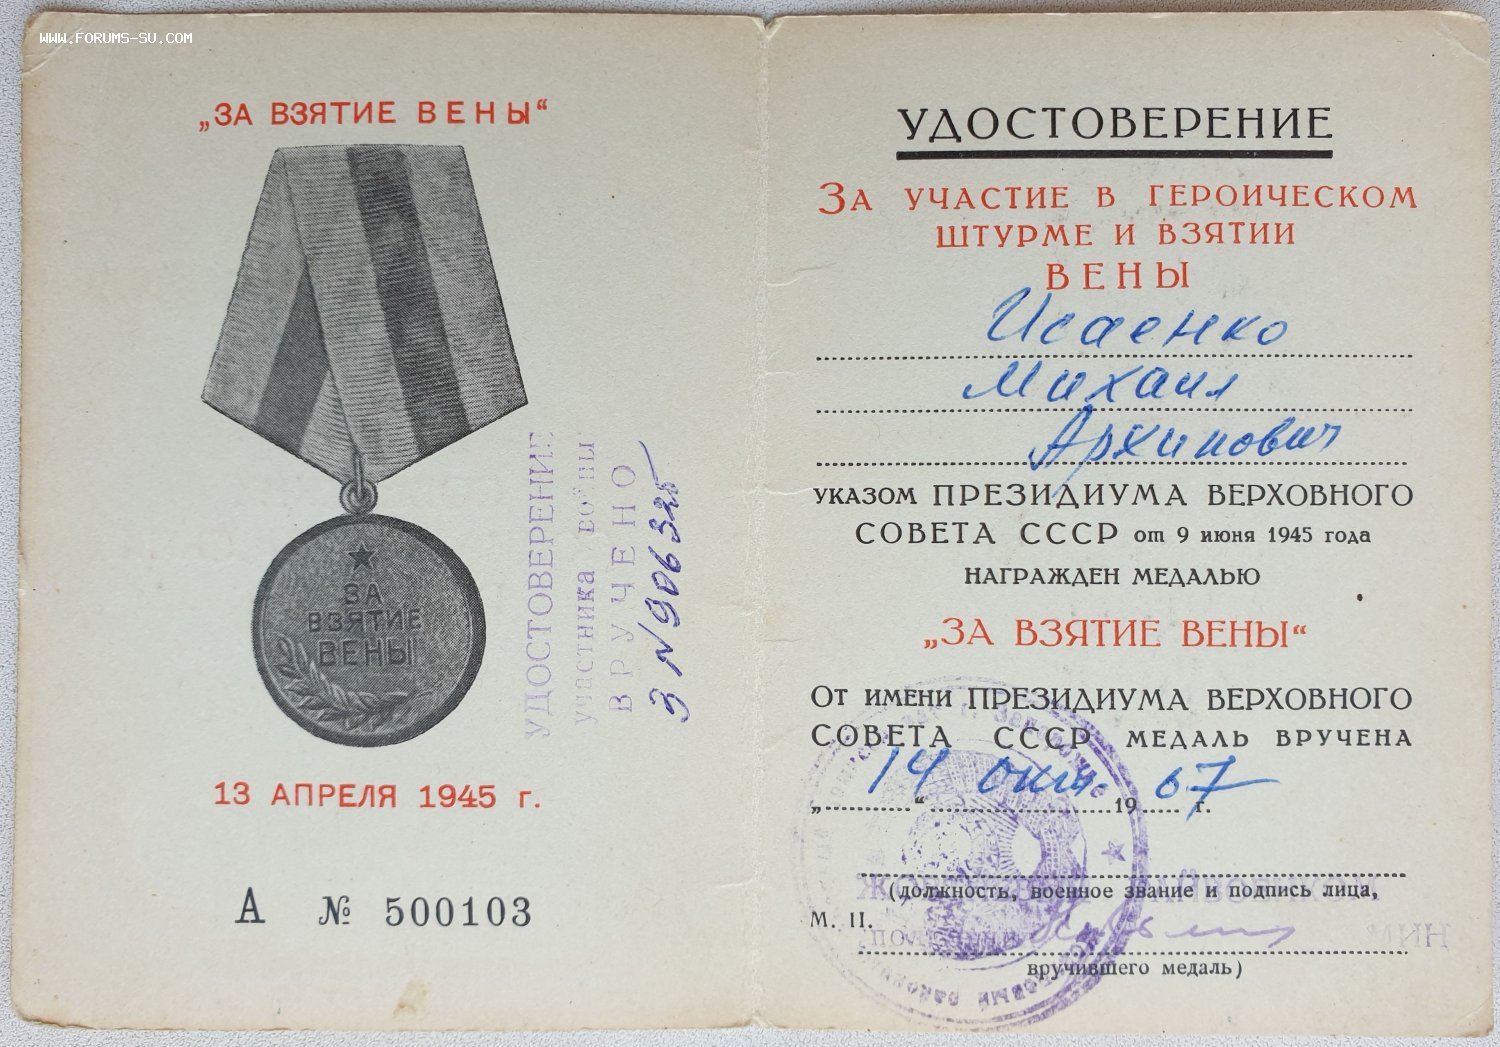 WWW.FORUMS-SU.COM
„ЗА ВЗЯТИЕ ВЕНЫ“
ЗА
ВЗЯТИЕ
ВЕНЫ
УДОСТОВЕРЕНИЕ
участника войны
ВРУЧЕНО
З №906325
13 АПРЕЛЯ 1945 г.
А № 500103
УДОСТОВЕРЕНИЕ
ЗА УЧАСТИЕ В ГЕРОИЧЕСКОМ
ШТУРМЕ И ВЗЯТИИ
ВЕНЫ
Исаенко
Михаил
Архипович
УКАЗОМ ПРЕЗИДИУМА ВЕРХОВНОГО
СОВЕТА СССР от 9 июня 1945 года
НАГРАЖДЕН МЕДАЛЬЮ
„ЗА ВЗЯТИЕ ВЕНЫ“
ОТ ИМЕНИ ПРЕЗИДИУМА ВЕРХОВНОГО
СОВЕТА СССР МЕДАЛЬ ВРУЧЕНА
„14“ окт. 1967 г.
(должность, военное звание и подпись лица,
М. П.
вручившего медаль)